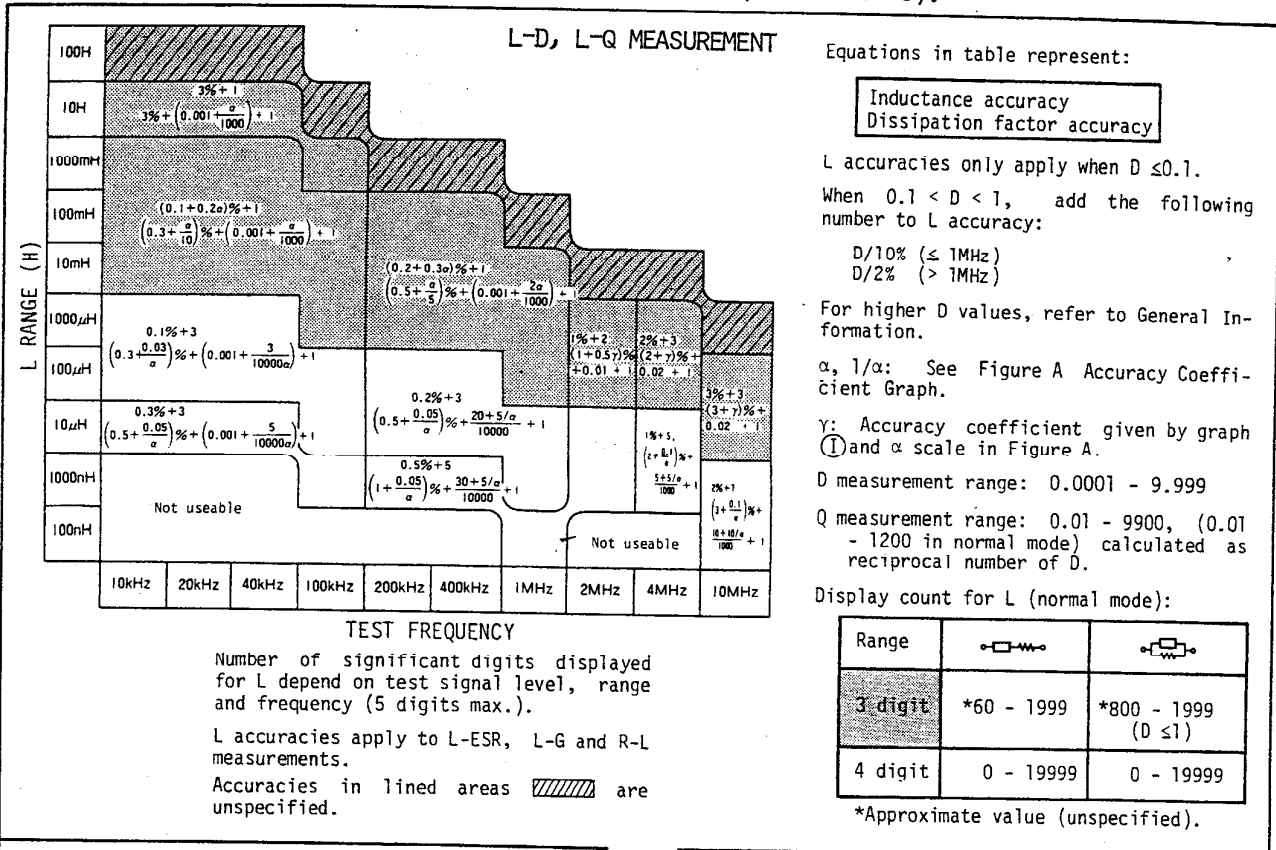 L-D, L-Q MEASUREMENT
L RANGE (H)
100H
10H
1000mH
100mH
10mH
1000μH
100μH
10μH
1000nH
100nH
3%+1
3%+(0.001+α/1000)+1
(0.1+0.2α)%+1
(0.3+α/10)%+(0.001+α/1000)+1
(0.2+0.3α)%+1
(0.5+α/5)%+(0.001+2α/1000)+1
0.1%+3
(0.3+0.03/α)%+(0.001+3/10000α)+1
0.3%+3
(0.5+0.05/α)%+(0.001+5/10000α)+1
0.2%+3
(0.5+0.05/α)%+20+5/α/10000+1
0.5%+5
(1+0.05/α)%+30+5/α/10000+1
1%+2
(1+0.5γ)%
+0.01+1
2%+3
(2+γ)%+
0.02+1
3%+3
(3+γ)%+
0.02+1
1%+5,
(2+0.1/α)%+
5+5/α/1000+1
2%+7
(3+0.1/α)%+
10+10/α/1000+1
Not useable
Not useable
10kHz 20kHz 40kHz 100kHz 200kHz 400kHz 1MHz 2MHz 4MHz 10MHz
TEST FREQUENCY
Number of significant digits displayed
for L depend on test signal level, range
and frequency (5 digits max.).
L accuracies apply to L-ESR, L-G and R-L
measurements.
Accuracies in lined areas are
unspecified.
Equations in table represent:
Inductance accuracy
Dissipation factor accuracy
L accuracies only apply when D ≤0.1.
When 0.1 < D < 1, add the following
number to L accuracy:
D/10% (≤ 1MHz)
D/2% (> 1MHz)
For higher D values, refer to General In-
formation.
α, 1/α: See Figure A Accuracy Coeffi-
cient Graph.
γ: Accuracy coefficient given by graph
Ⓘ and α scale in Figure A.
D measurement range: 0.0001 - 9.999
Q measurement range: 0.01 - 9900, (0.01
- 1200 in normal mode) calculated as
reciprocal number of D.
Display count for L (normal mode):
Range
3 digit *60 - 1999 *800 - 1999
(D ≤1)
4 digit 0 - 19999 0 - 19999
*Approximate value (unspecified).